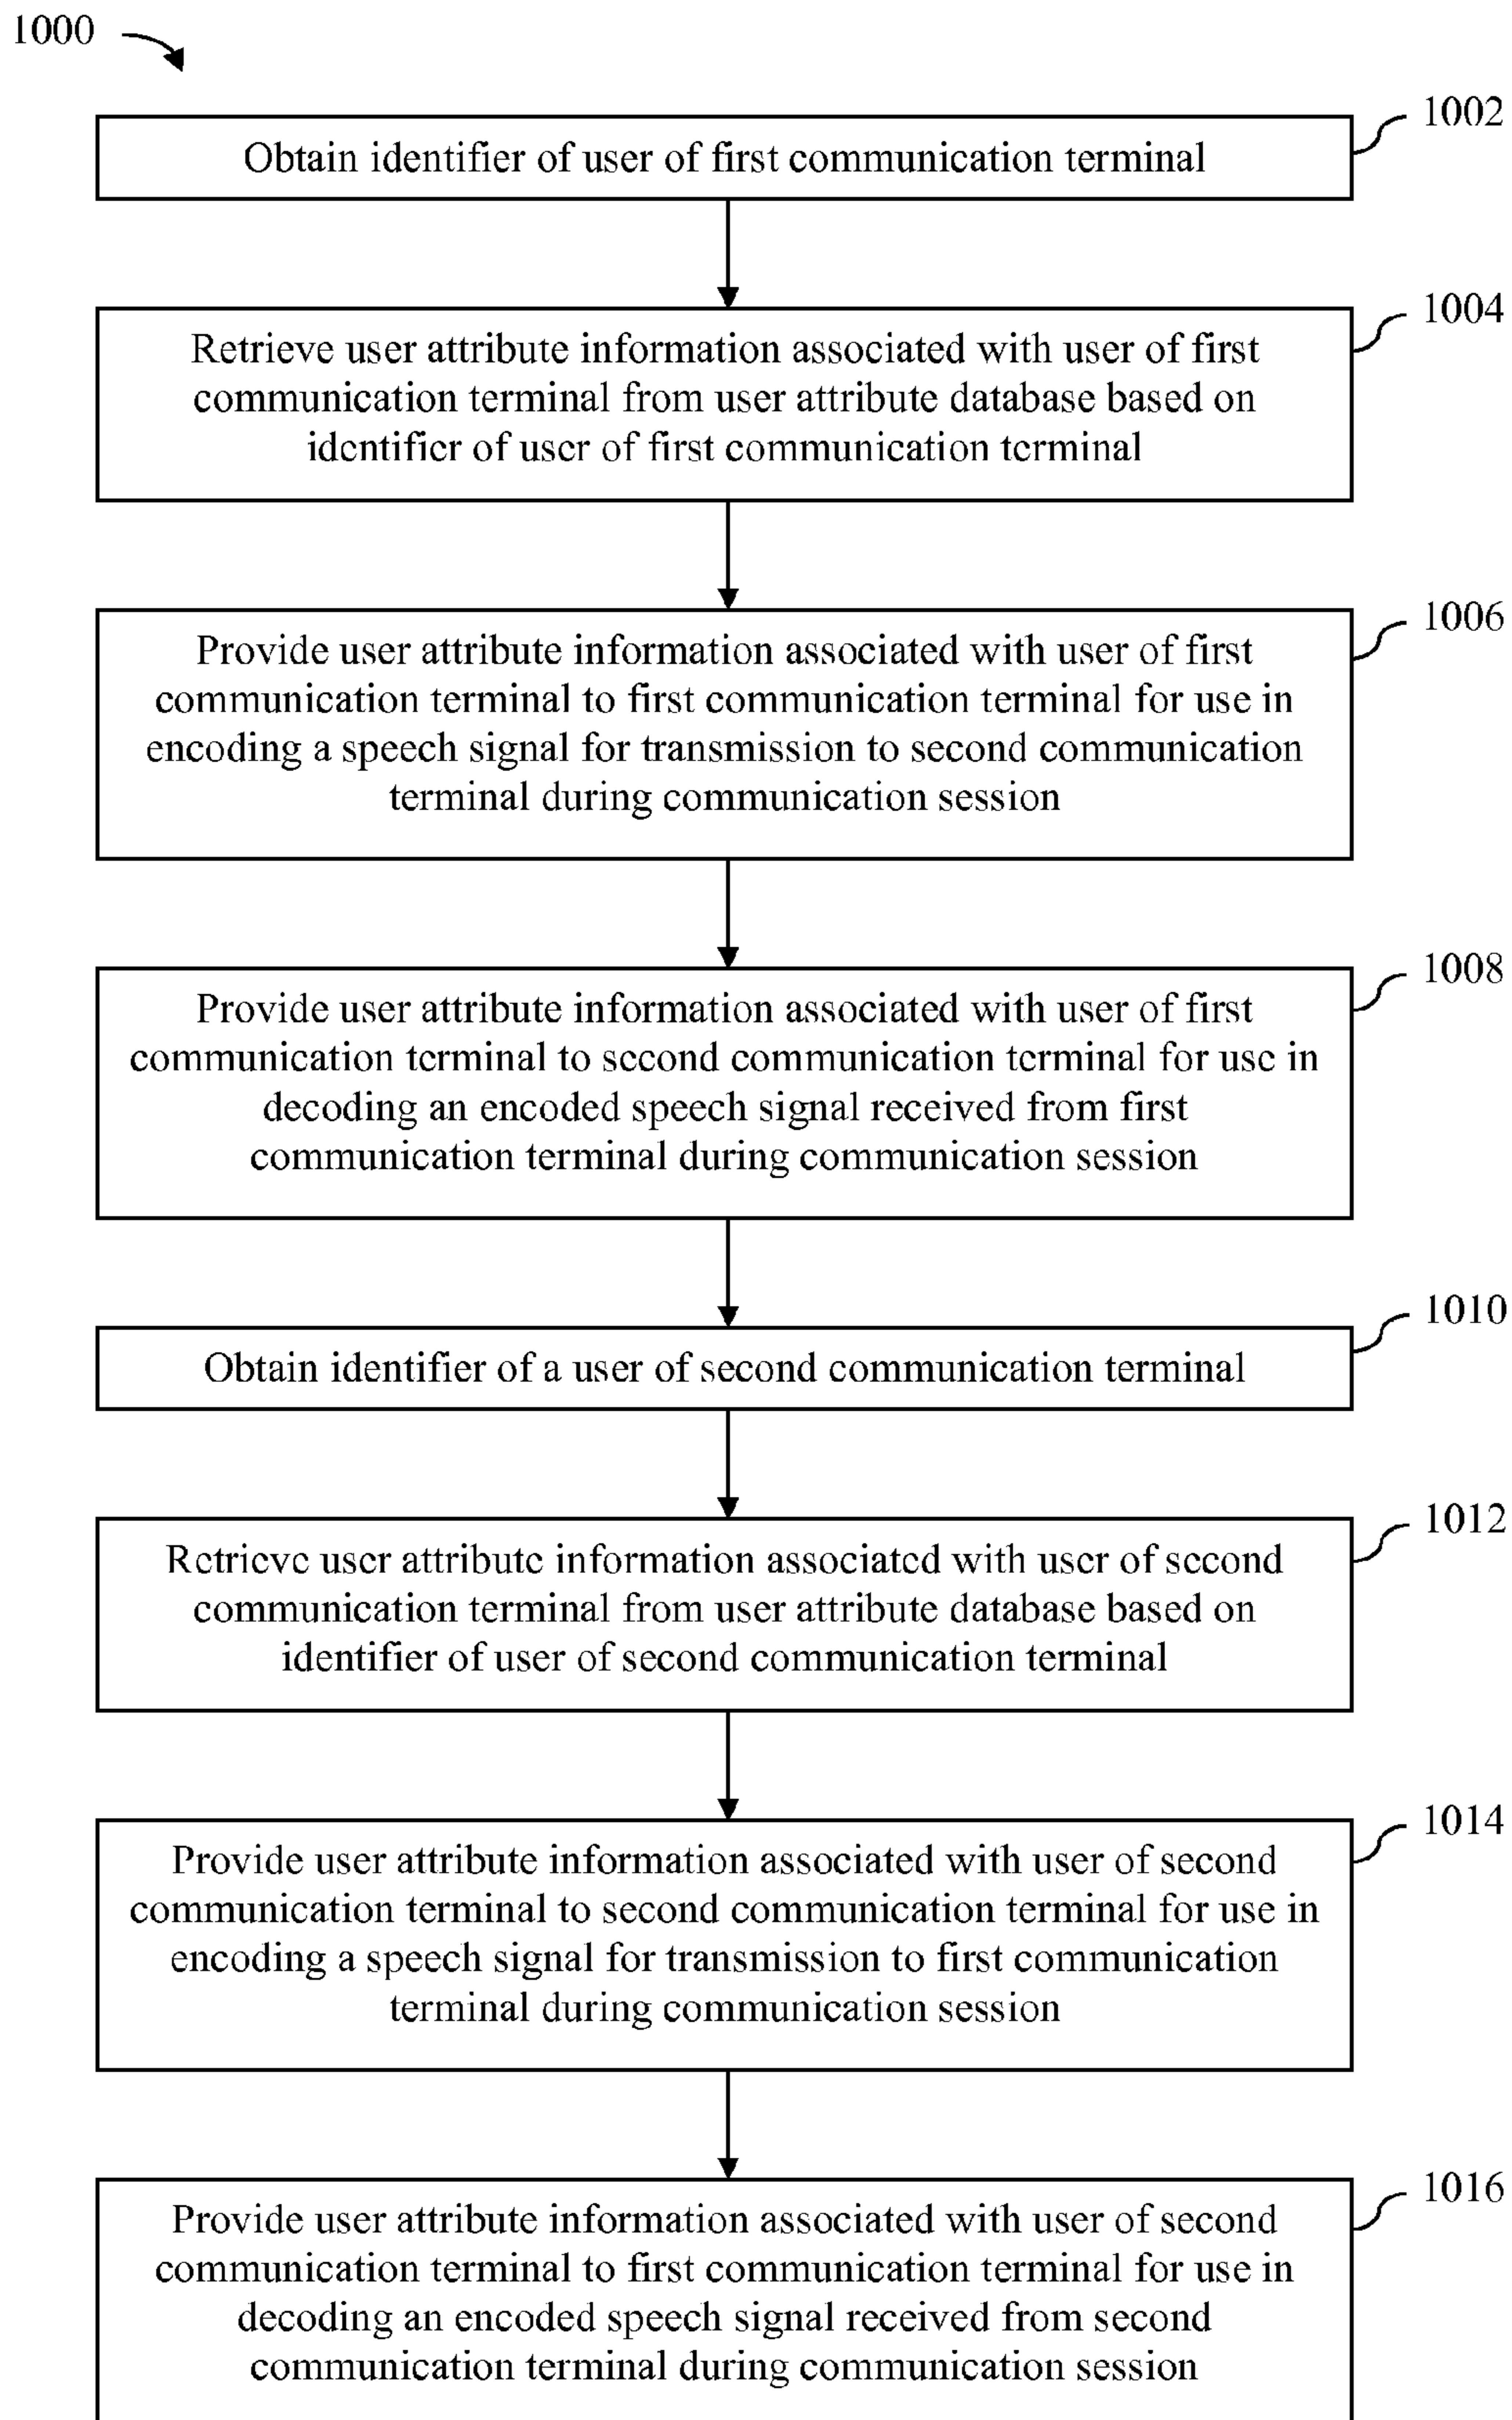 1000
1002
Obtain identifier of user of first communication terminal
1004
Retrieve user attribute information associated with user of first
communication terminal from user attribute database based on
identifier of user of first communication terminal
1006
Provide user attribute information associated with user of first
communication terminal to first communication terminal for use in
encoding a speech signal for transmission to second communication
terminal during communication session
1008
Provide user attribute information associated with user of first
communication terminal to second communication terminal for use in
decoding an encoded speech signal received from first
communication terminal during communication session
1010
Obtain identifier of a user of second communication terminal
1012
Retrieve user attribute information associated with user of second
communication terminal from user attribute database based on
identifier of user of second communication terminal
1014
Provide user attribute information associated with user of second
communication terminal to second communication terminal for use in
encoding a speech signal for transmission to first communication
terminal during communication session
1016
Provide user attribute information associated with user of second
communication terminal to first communication terminal for use in
decoding an encoded speech signal received from second
communication terminal during communication session